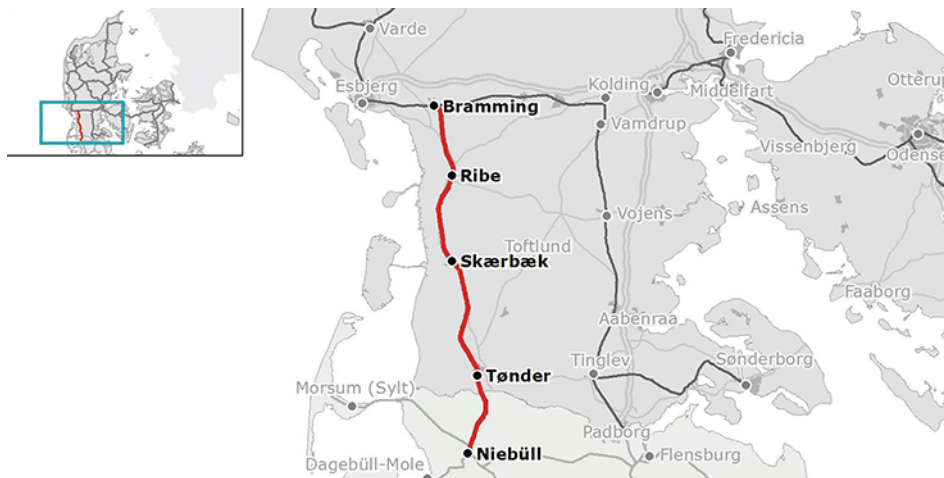 Varde
Fredericia
Esbjerg
Kolding
Otterup
Middelfart
Bramming
Vamdrup
Vissenbjerg
Odense
Ribe
Vojens
Assens
Toftlund
Skærbæk
Faaborg
Aabenraa
Tinglev
Sønderborg
Tønder
Morsum (Sylt)
Padborg
Niebüll
Flensburg
Dagebüll-Mole